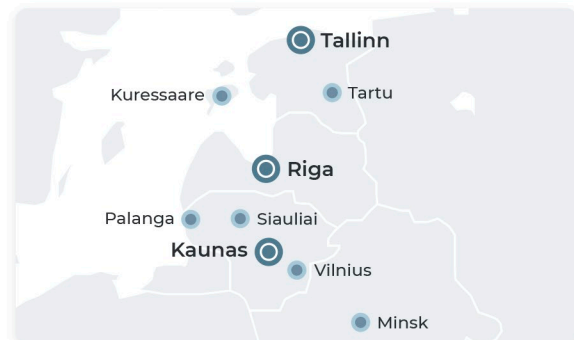 Tallinn
Kuressaare
Tartu
Riga
Palanga
Siauliai
Kaunas
Vilnius
Minsk